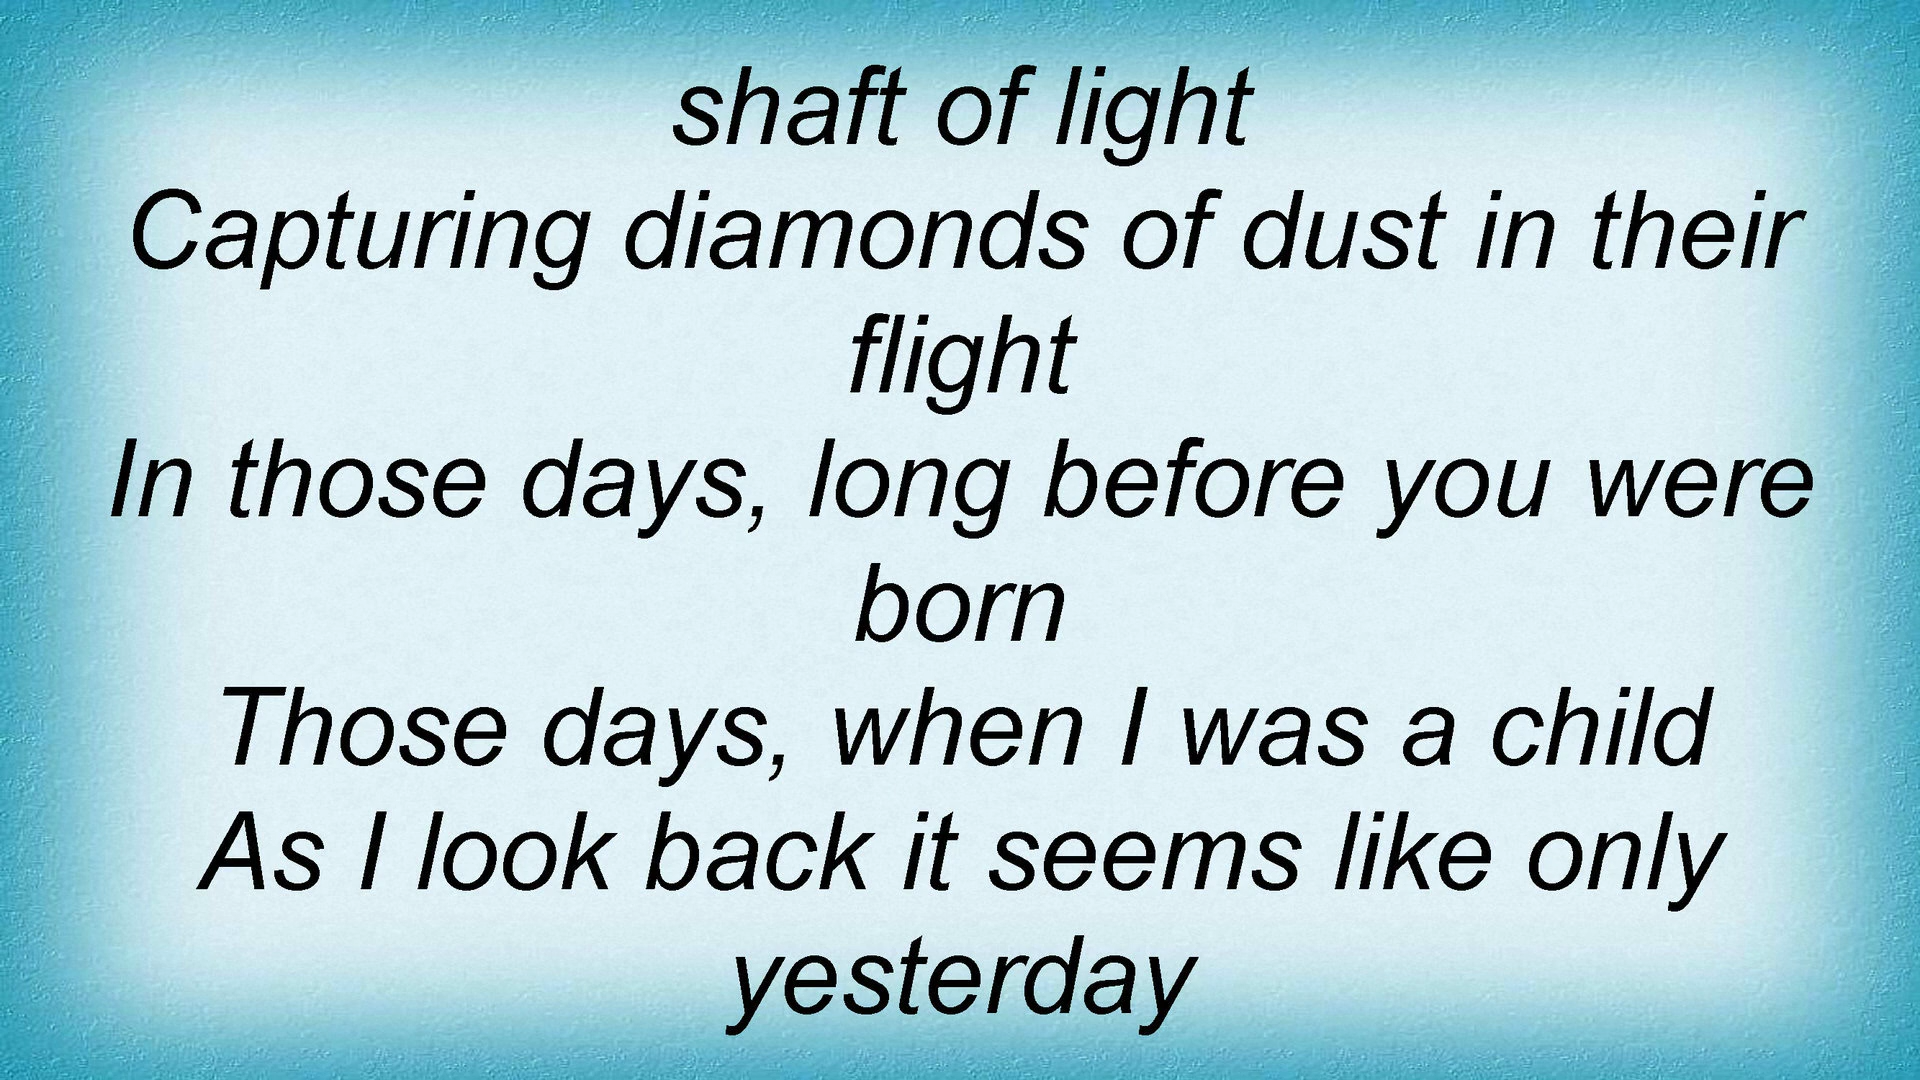 shaft of light
Capturing diamonds of dust in their
flight
In those days, long before you were
born
Those days, when I was a child
As I look back it seems like only
yesterday